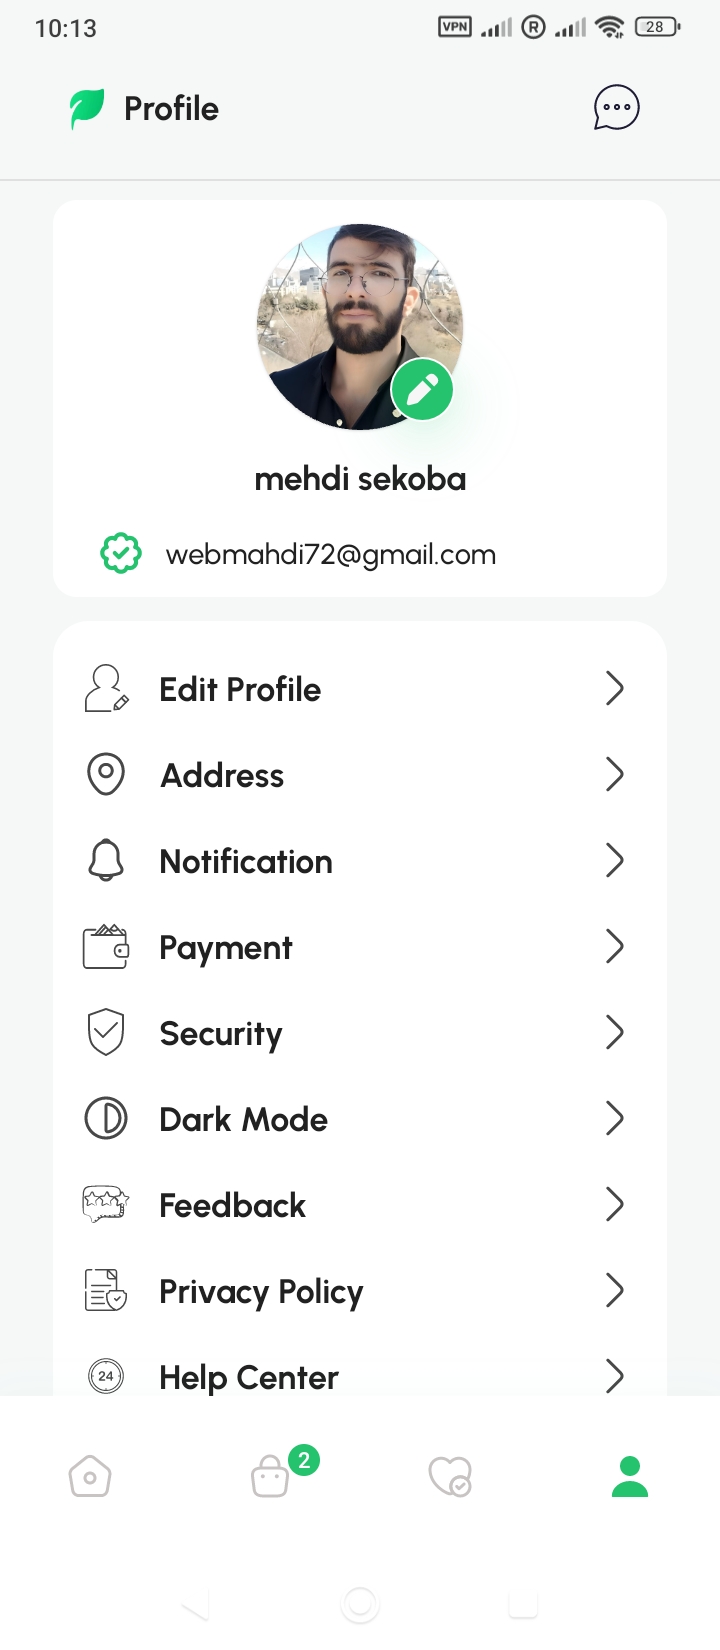 10:13
VPN
R
28
Profile
mehdi sekoba
webmahdi72@gmail.com
Edit Profile
Address
Notification
Payment
Security
Dark Mode
Feedback
Privacy Policy
24
Help Center
2